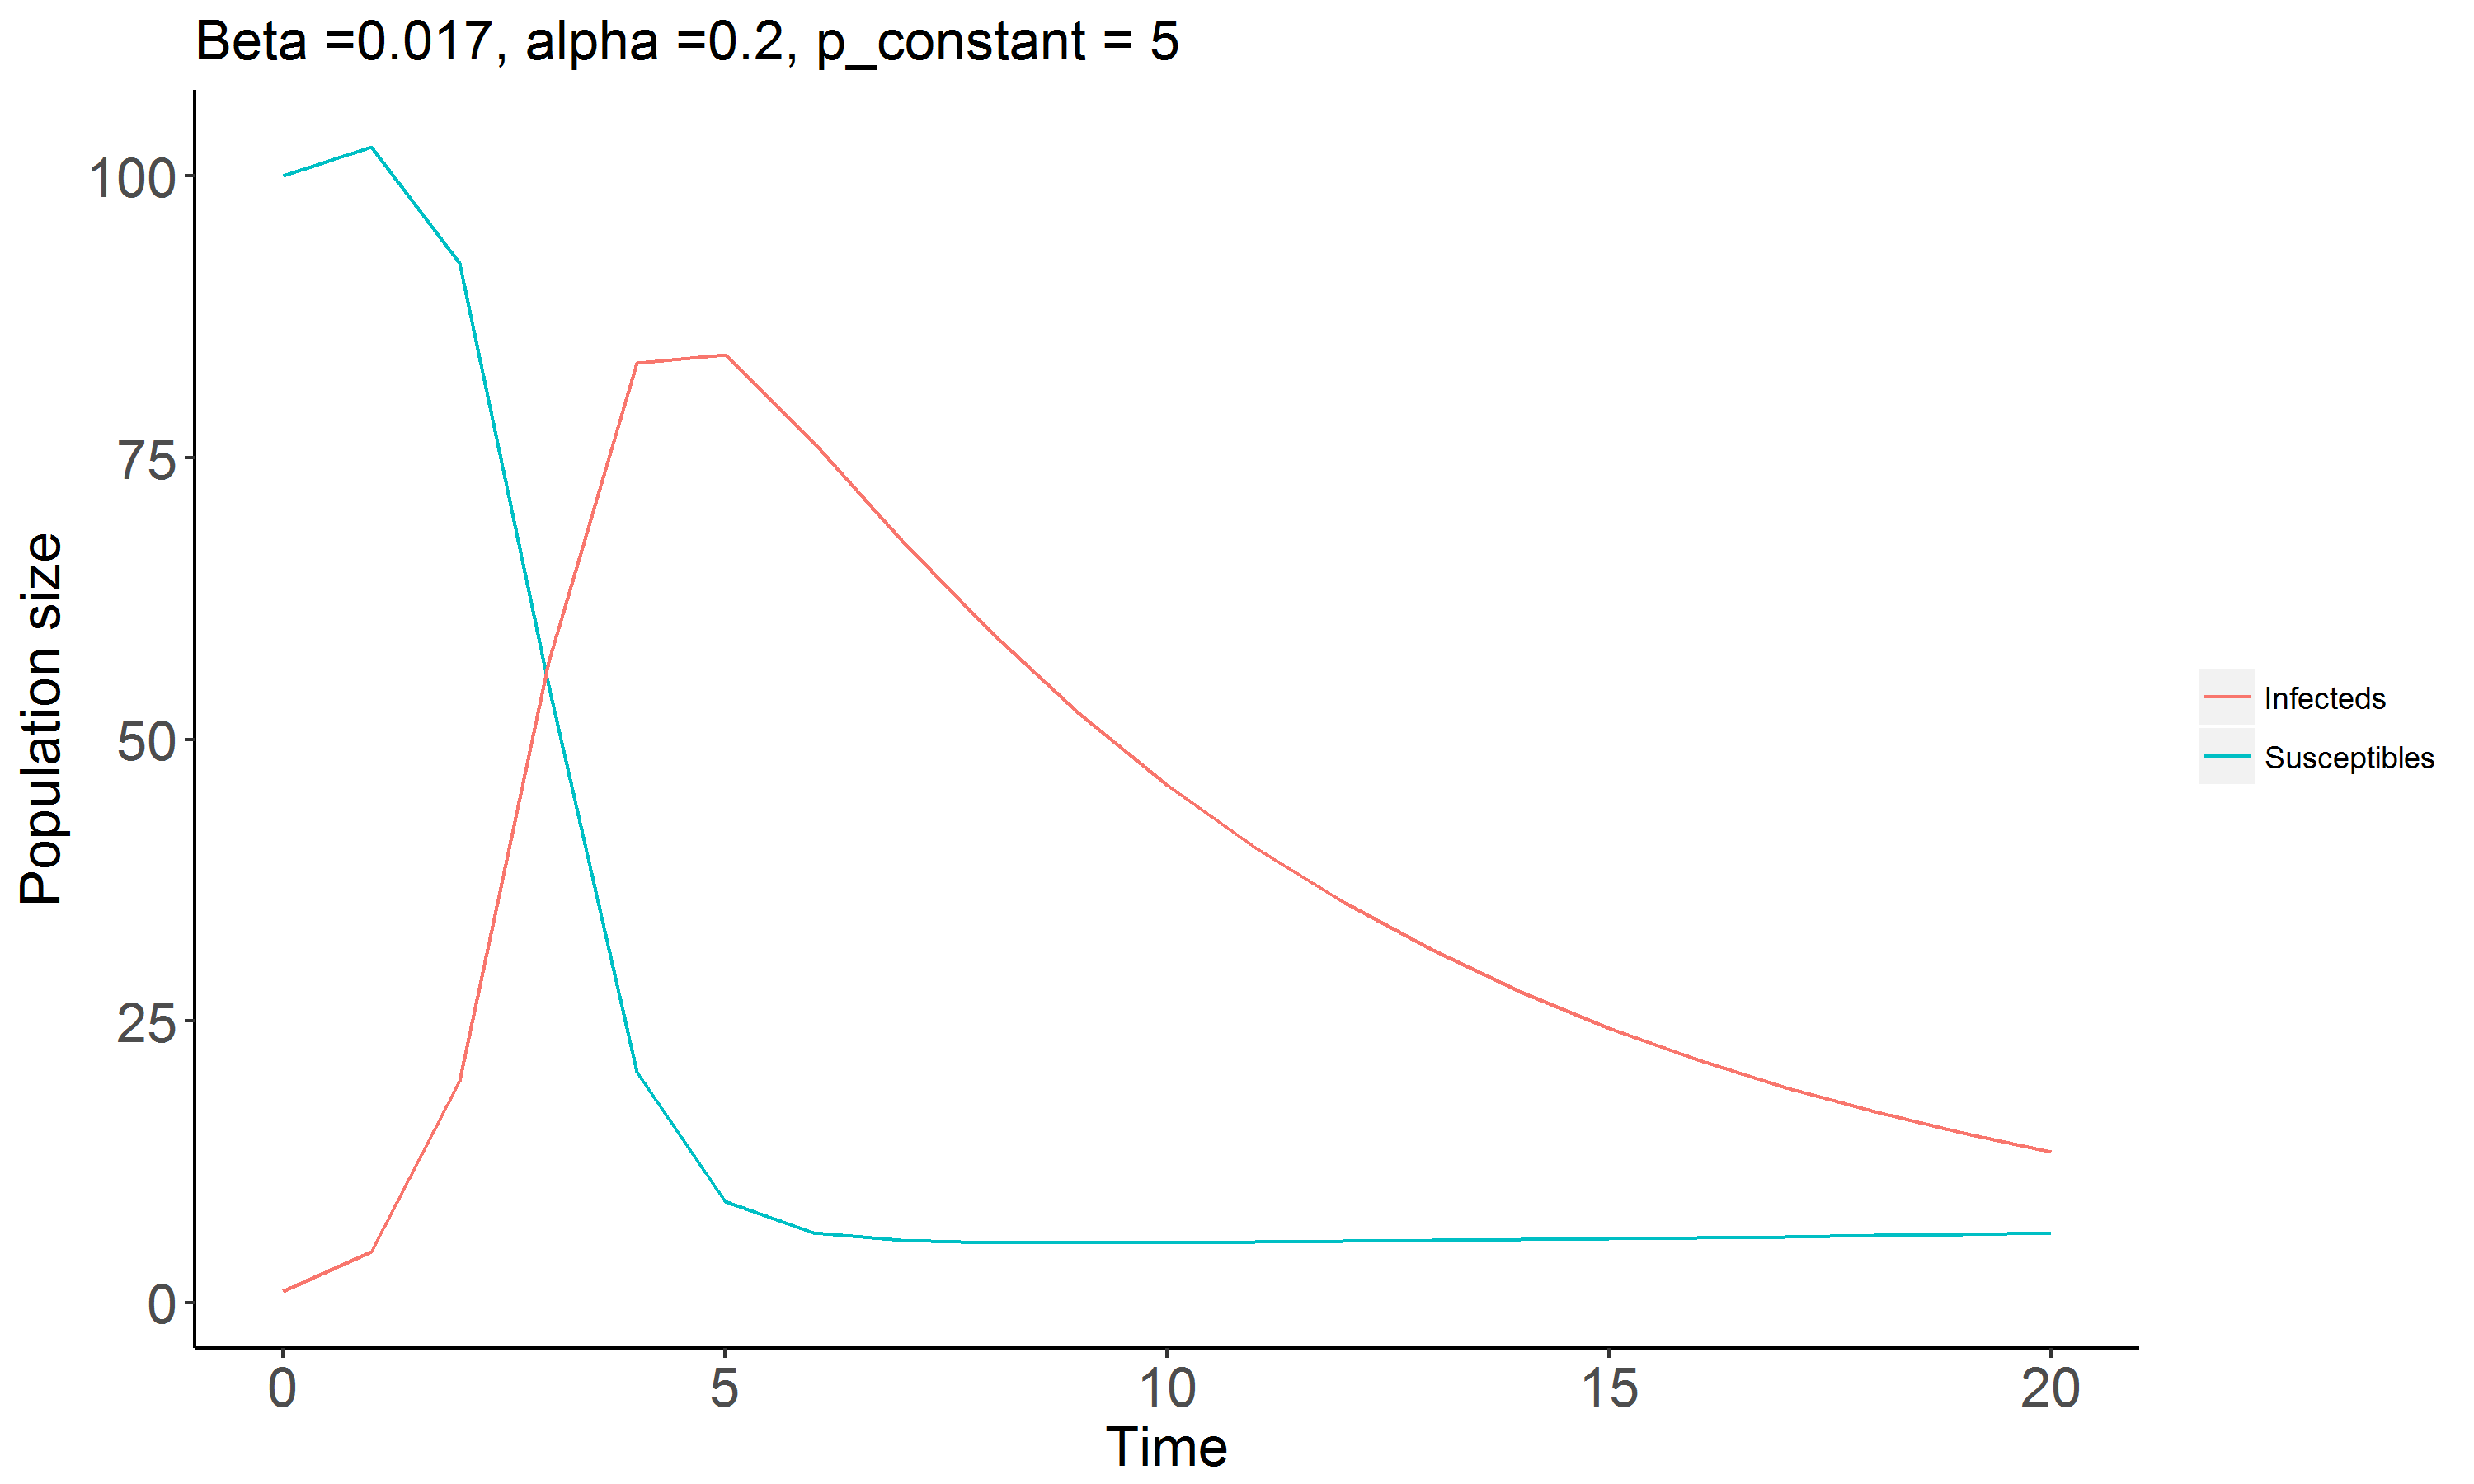 Beta =0.017, alpha =0.2, p_constant = 5
100
75
50
25
0
Population size
0 5 10 15 20
Time
Infecteds
Susceptibles